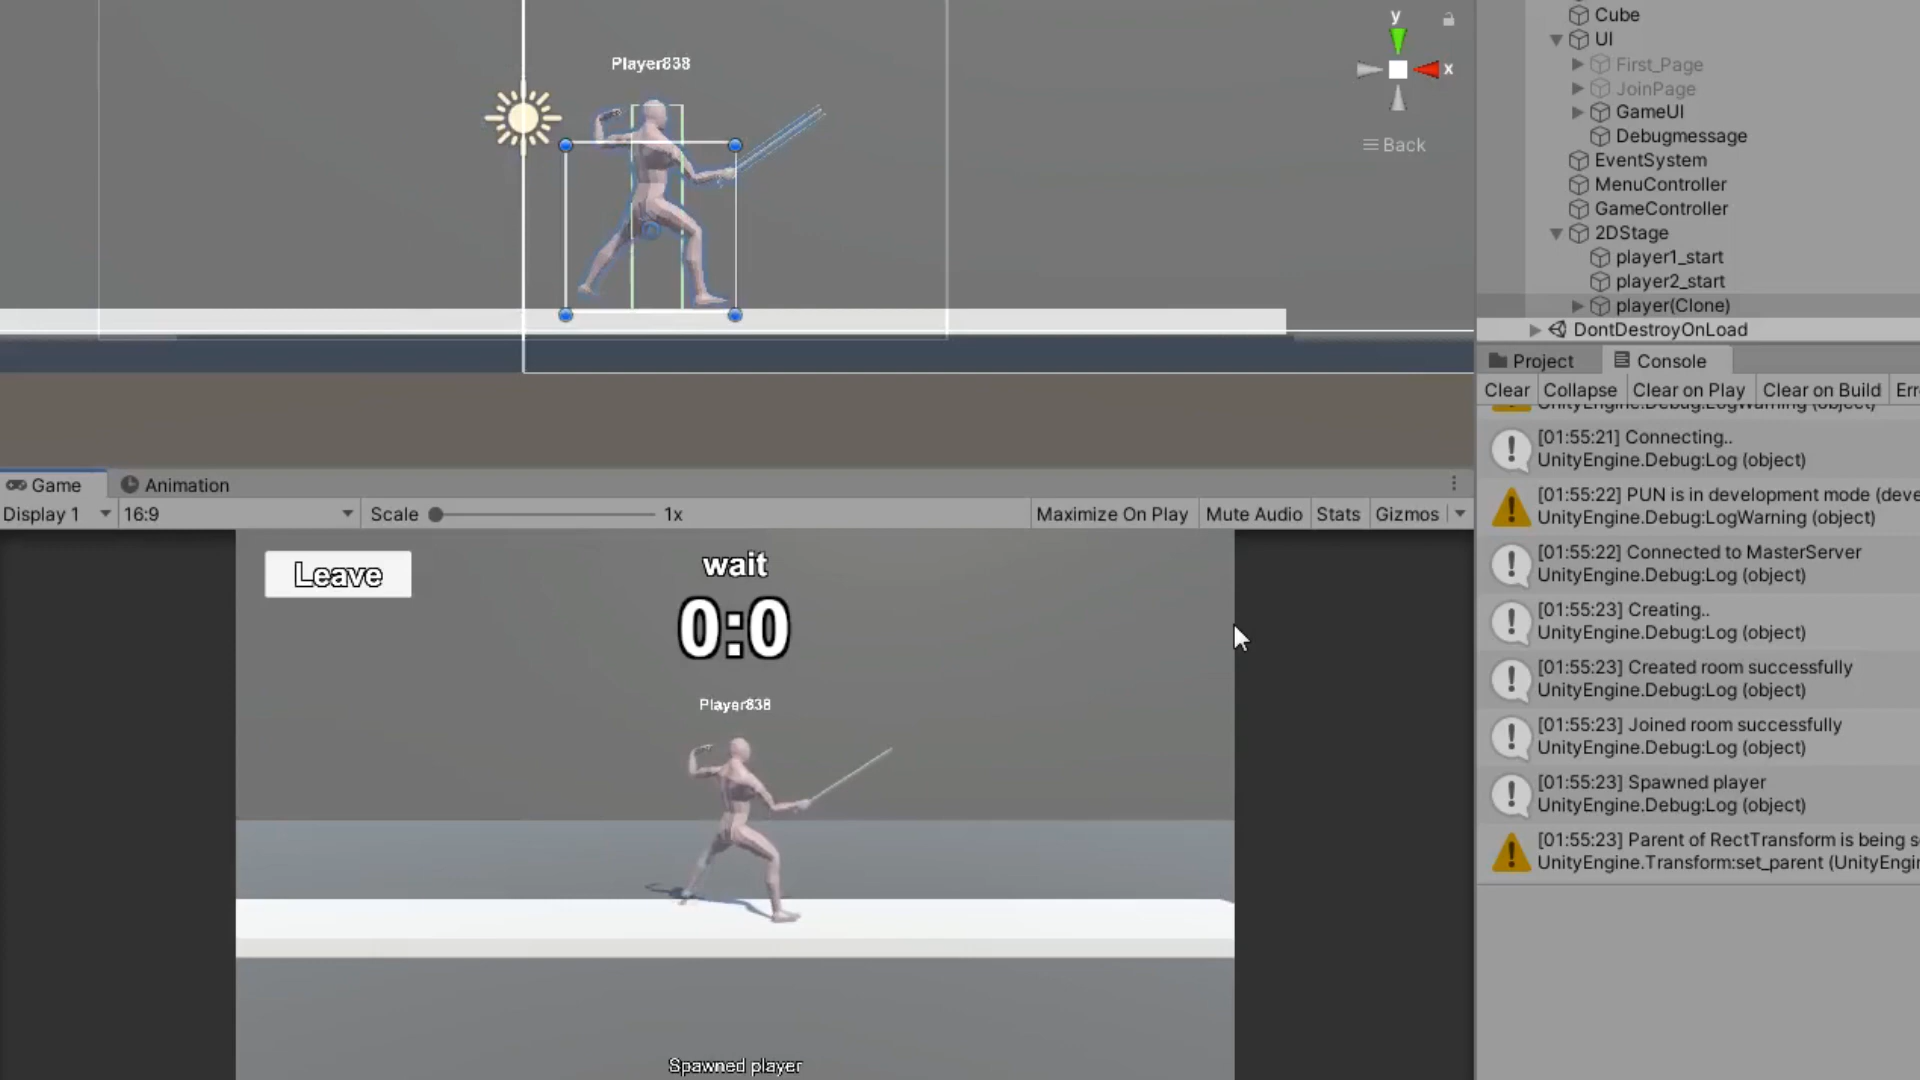 Player838
y
x
Back
Cube
UI
First_Page
JoinPage
GameUI
Debugmessage
EventSystem
MenuController
GameController
2DStage
player1_start
player2_start
player(Clone)
DontDestroyOnLoad
Project
Console
Clear
Collapse
Clear on Play
Clear on Build
Err
UnityEngine.Debug:LogWarning (object)
[01:55:21] Connecting..
UnityEngine.Debug:Log (object)
[01:55:22] PUN is in development mode (deve
UnityEngine.Debug:LogWarning (object)
[01:55:22] Connected to MasterServer
UnityEngine.Debug:Log (object)
[01:55:23] Creating..
UnityEngine.Debug:Log (object)
[01:55:23] Created room successfully
UnityEngine.Debug:Log (object)
[01:55:23] Joined room successfully
UnityEngine.Debug:Log (object)
[01:55:23] Spawned player
UnityEngine.Debug:Log (object)
[01:55:23] Parent of RectTransform is being s
UnityEngine.Transform:set_parent (UnityEngin
Game
Animation
Display 1
16:9
Scale
1x
Maximize On Play
Mute Audio
Stats
Gizmos
Leave
wait
0:0
Player838
Spawned player